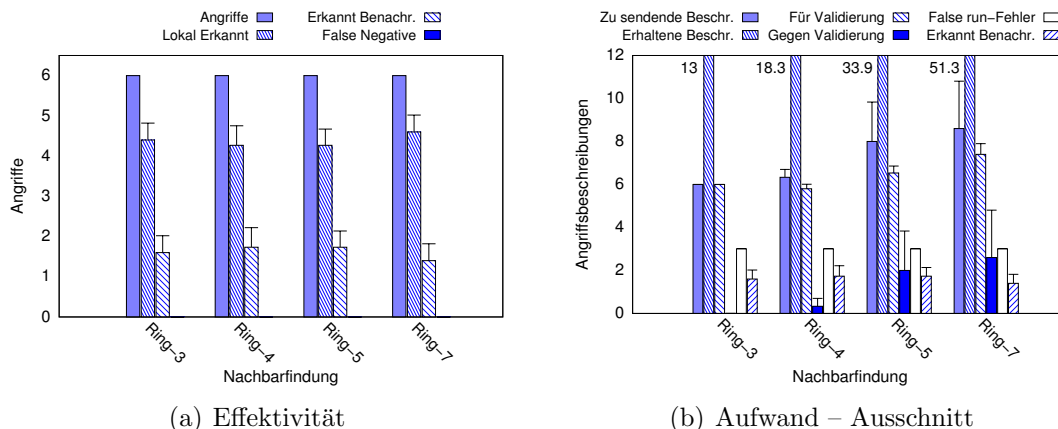 Angriffe
Erkannt Benachr.
Lokal Erkannt
False Negative
6
5
4
3
2
1
0
Angriffe
Ring−3
Ring−4
Ring−5
Ring−7
Nachbarfindung
(a) Effektivität
Zu sendende Beschr.
Für Validierung
False run−Fehler
Erhaltene Beschr.
Gegen Validierung
Erkannt Benachr.
12
10
8
6
4
2
0
Angriffsbeschreibungen
13
18.3
33.9
51.3
Ring−3
Ring−4
Ring−5
Ring−7
Nachbarfindung
(b) Aufwand – Ausschnitt